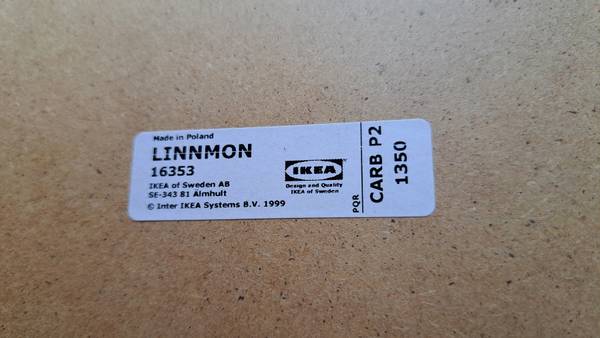 Made in Poland
LINNMON
16353
IKEA of Sweden AB
SE-343 81 Älmhult
© Inter IKEA Systems B.V. 1999
IKEA
Design and Quality
IKEA of Sweden
PQR
CARB P2
1350